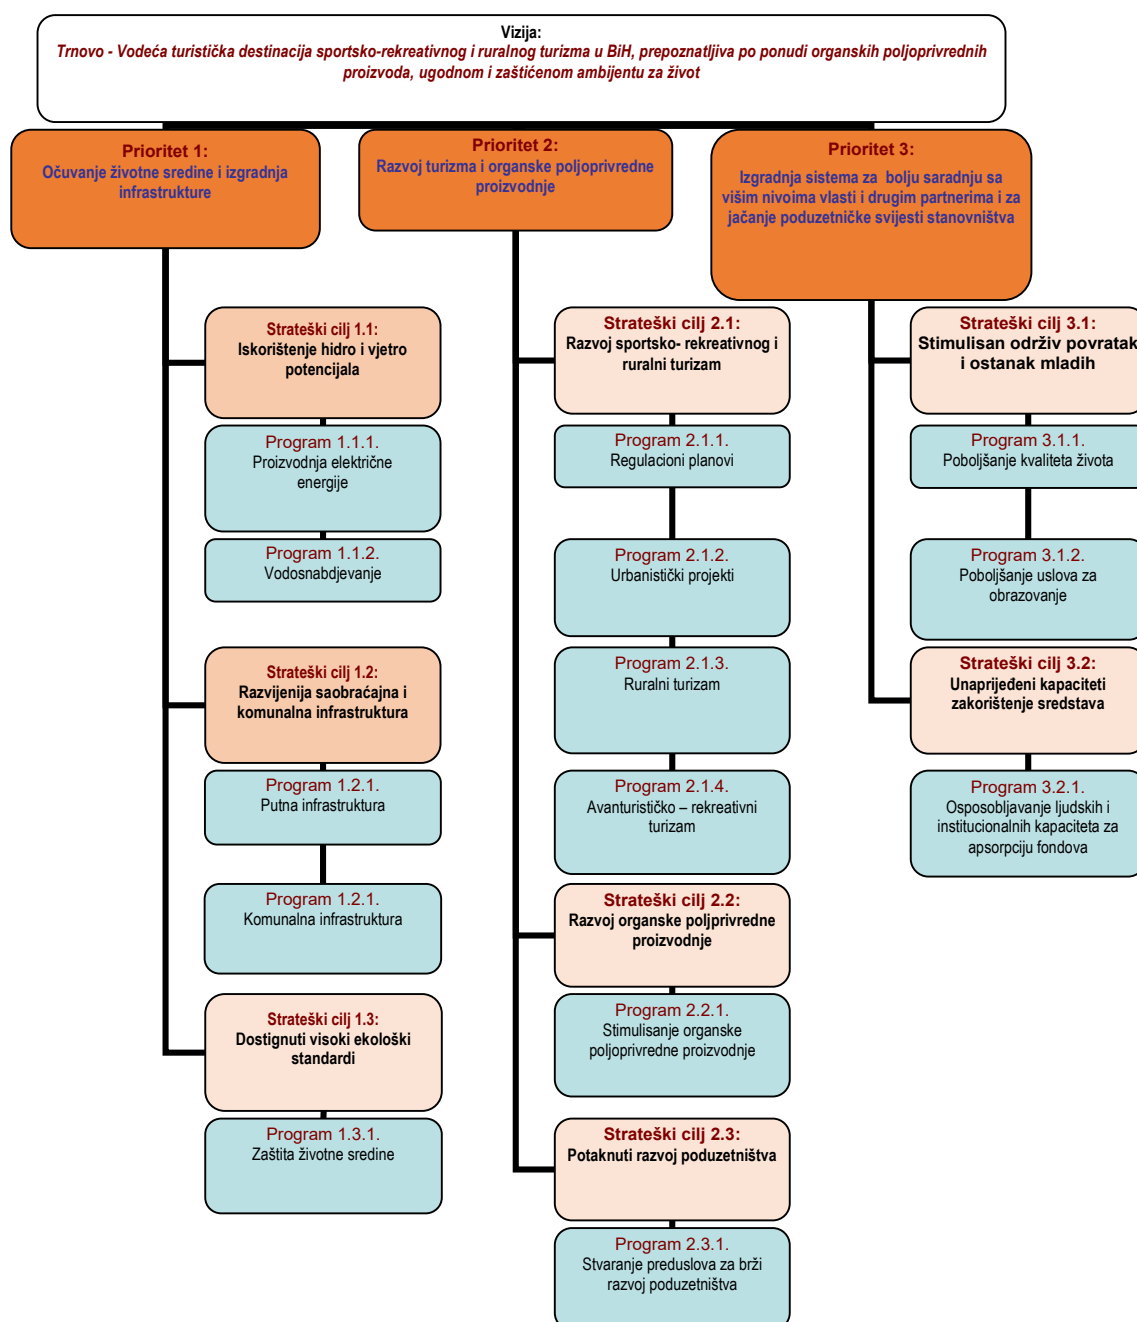 Vizija:
Trnovo - Vodeća turistička destinacija sportsko-rekreativnog i ruralnog turizma u BiH, prepoznatljiva po ponudi organskih poljoprivrednih
proizvoda, ugodnom i zaštićenom ambijentu za život
Prioritet 1:
Očuvanje životne sredine i izgradnja
infrastrukture
Strateški cilj 1.1:
Iskorištenje hidro i vjetro
potencijala
Program 1.1.1.
Proizvodnja električne
energije
Program 1.1.2.
Vodosnabdjevanje
Strateški cilj 1.2:
Razvijenija saobraćajna i
komunalna infrastruktura
Program 1.2.1.
Putna infrastruktura
Program 1.2.1.
Komunalna infrastruktura
Strateški cilj 1.3:
Dostignuti visoki ekološki
standardi
Program 1.3.1.
Zaštita životne sredine
Prioritet 2:
Razvoj turizma i organske poljoprivredne
proizvodnje
Strateški cilj 2.1:
Razvoj sportsko- rekreativnog i
ruralni turizam
Program 2.1.1.
Regulacioni planovi
Program 2.1.2.
Urbanistički projekti
Program 2.1.3.
Ruralni turizam
Program 2.1.4.
Avanturističko – rekreativni
turizam
Strateški cilj 2.2:
Razvoj organske poljprivredne
proizvodnje
Program 2.2.1.
Stimulisanje organske
poljoprivredne proizvodnje
Strateški cilj 2.3:
Potaknuti razvoj poduzetništva
Program 2.3.1.
Stvaranje preduslova za brži
razvoj poduzetništva
Prioritet 3:
Izgradnja sistema za bolju saradnju sa
višim nivoima vlasti i drugim partnerima i za
jačanje poduzetničke svijesti stanovništva
Strateški cilj 3.1:
Stimulisan održiv povratak
i ostanak mladih
Program 3.1.1.
Poboljšanje kvaliteta života
Program 3.1.2.
Poboljšanje uslova za
obrazovanje
Strateški cilj 3.2:
Unaprijeđeni kapaciteti
zakorištenje sredstava
Program 3.2.1.
Osposobljavanje ljudskih i
institucionalnih kapaciteta za
apsorpciju fondova